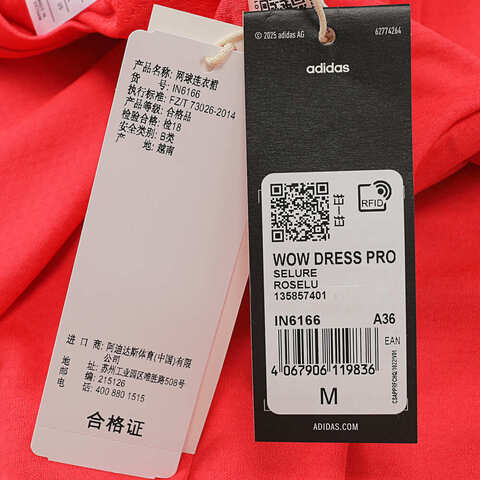 产品名称: 网球连衣裙
货 号: IN6166
执行标准: FZ/T 73026-2014
产品等级: 合格品
检验合格: 检18
安全类别: B类
产 地: 越南
进 口 商: 阿迪达斯体育(中国)有限
公司
地 址: 苏州工业园区唯胜路508号
邮 编: 215126
电 话: 400 880 1515
合格证
© 2025 adidas AG
62774264
adidas
RFID
WOW DRESS PRO
SELURE
ROSELU
135857401
IN6166
A36
EAN
4 067906 119836
M
ADIDAS.COM